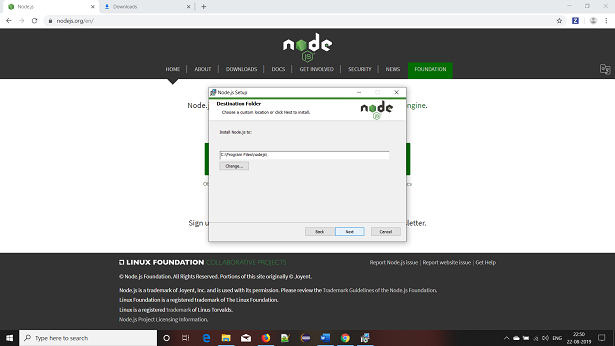 Node.js
Downloads
nodejs.org/en/
node
JS
HOME | ABOUT | DOWNLOADS | DOCS | GET INVOLVED | SECURITY | NEWS | FOUNDATION
Node.
engine.
Node.js Setup
Destination Folder
Choose a custom location or click Next to install.
node
JS
Install Node.js to:
C:\Program Files\nodejs\
Change...
Back
Next
Cancel
Sign u
letter.
LINUX FOUNDATION COLLABORATIVE PROJECTS
Report Node.js issue | Report website issue | Get Help
© Node.js Foundation. All Rights Reserved. Portions of this site originally © Joyent.
Node.js is a trademark of Joyent, Inc. and is used with its permission. Please review the Trademark Guidelines of the Node.js Foundation.
Linux Foundation is a registered trademark of The Linux Foundation.
Linux is a registered trademark of Linus Torvalds.
Node.js Project Licensing Information.
Type here to search
ENG
22:50
22-08-2019